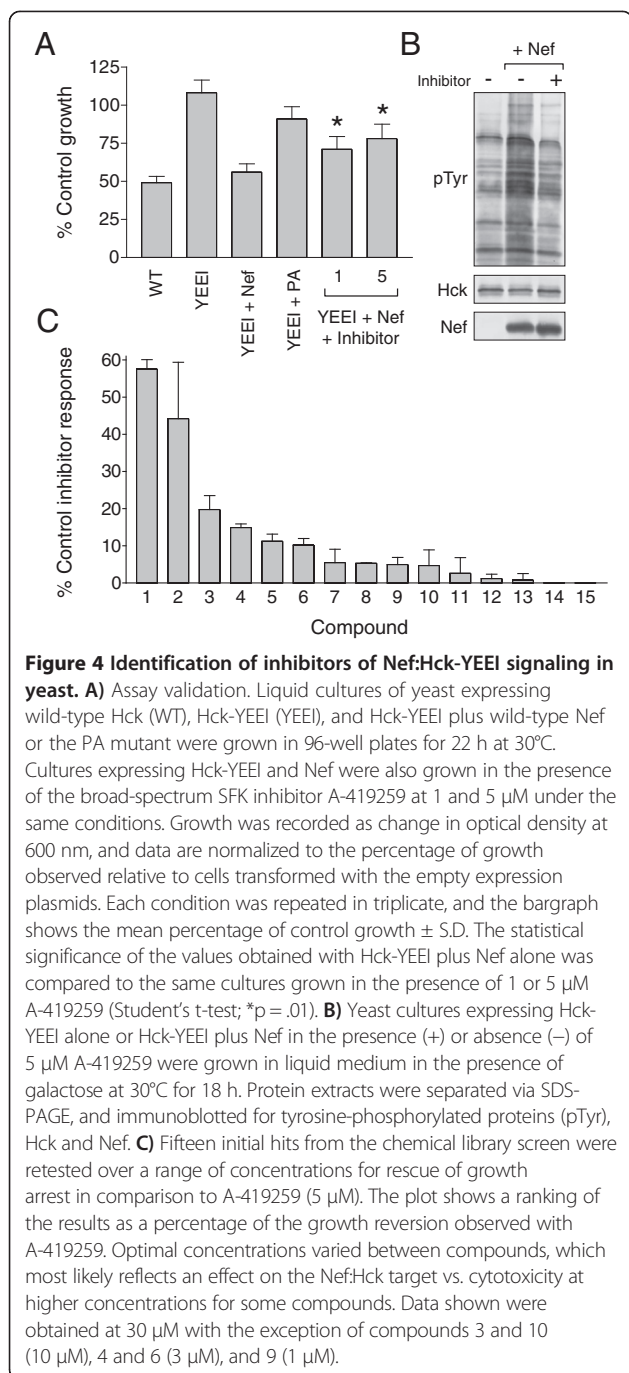 A
% Control growth
125
100
75
50
25
0
* *
WT
YEEI
YEEI + Nef
YEEI + PA
1 5
YEEI + Nef
+ Inhibitor
B
+ Nef
Inhibitor - - +
pTyr
Hck
Nef
C
% Control inhibitor response
60
50
40
30
20
10
0
1 2 3 4 5 6 7 8 9 10 11 12 13 14 15
Compound
Figure 4 Identification of inhibitors of Nef:Hck-YEEI signaling in
yeast. A) Assay validation. Liquid cultures of yeast expressing
wild-type Hck (WT), Hck-YEEI (YEEI), and Hck-YEEI plus wild-type Nef
or the PA mutant were grown in 96-well plates for 22 h at 30°C.
Cultures expressing Hck-YEEI and Nef were also grown in the presence
of the broad-spectrum SFK inhibitor A-419259 at 1 and 5 μM under the
same conditions. Growth was recorded as change in optical density at
600 nm, and data are normalized to the percentage of growth
observed relative to cells transformed with the empty expression
plasmids. Each condition was repeated in triplicate, and the bargraph
shows the mean percentage of control growth ± S.D. The statistical
significance of the values obtained with Hck-YEEI plus Nef alone was
compared to the same cultures grown in the presence of 1 or 5 μM
A-419259 (Student's t-test; *p = .01). B) Yeast cultures expressing Hck-
YEEI alone or Hck-YEEI plus Nef in the presence (+) or absence (−) of
5 μM A-419259 were grown in liquid medium in the presence of
galactose at 30°C for 18 h. Protein extracts were separated via SDS-
PAGE, and immunoblotted for tyrosine-phosphorylated proteins (pTyr),
Hck and Nef. C) Fifteen initial hits from the chemical library screen were
retested over a range of concentrations for rescue of growth
arrest in comparison to A-419259 (5 μM). The plot shows a ranking of
the results as a percentage of the growth reversion observed with
A-419259. Optimal concentrations varied between compounds, which
most likely reflects an effect on the Nef:Hck target vs. cytotoxicity at
higher concentrations for some compounds. Data shown were
obtained at 30 μM with the exception of compounds 3 and 10
(10 μM), 4 and 6 (3 μM), and 9 (1 μM).